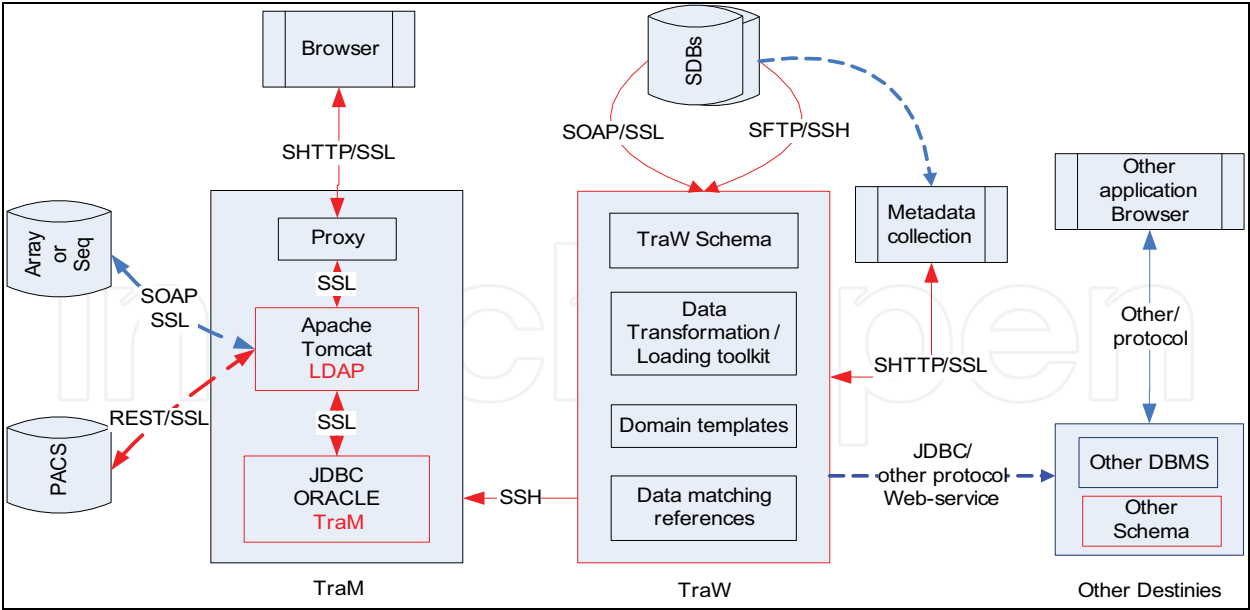 Browser
SHTTP/SSL
Array
or
Seq
SOAP
SSL
REST/SSL
PACS
Proxy
SSL
Apache
Tomcat
LDAP
SSL
JDBC
ORACLE
TraM
TraM
SSH
SDBs
SOAP/SSL
SFTP/SSH
TraW Schema
Data
Transformation /
Loading toolkit
Domain templates
Data matching
references
TraW
Metadata
collection
SHTTP/SSL
JDBC/
other protocol
Web-service
Other
application
Browser
Other/
protocol
Other DBMS
Other
Schema
Other Destinies